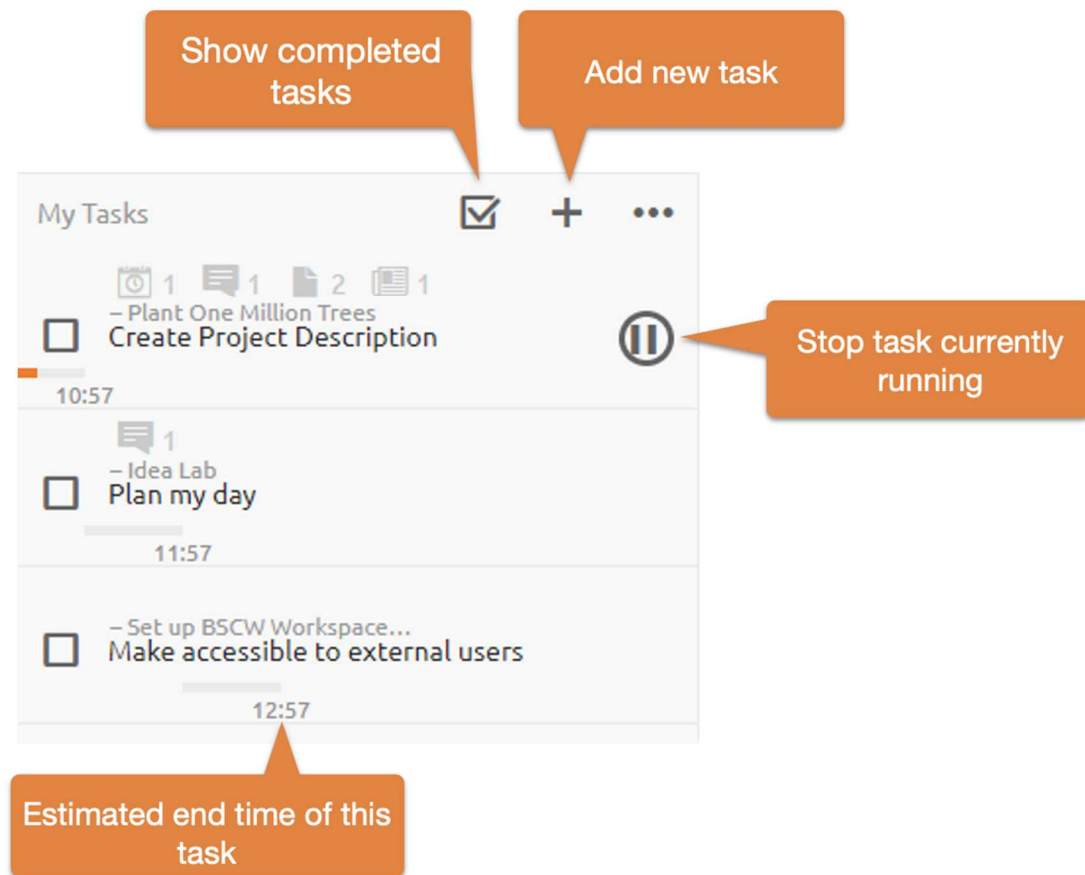 Show completed
tasks
Add new task
My Tasks
1 1 2 1
– Plant One Million Trees
Create Project Description
10:57
Stop task currently
running
1
– Idea Lab
Plan my day
11:57
– Set up BSCW Workspace...
Make accessible to external users
12:57
Estimated end time of this
task